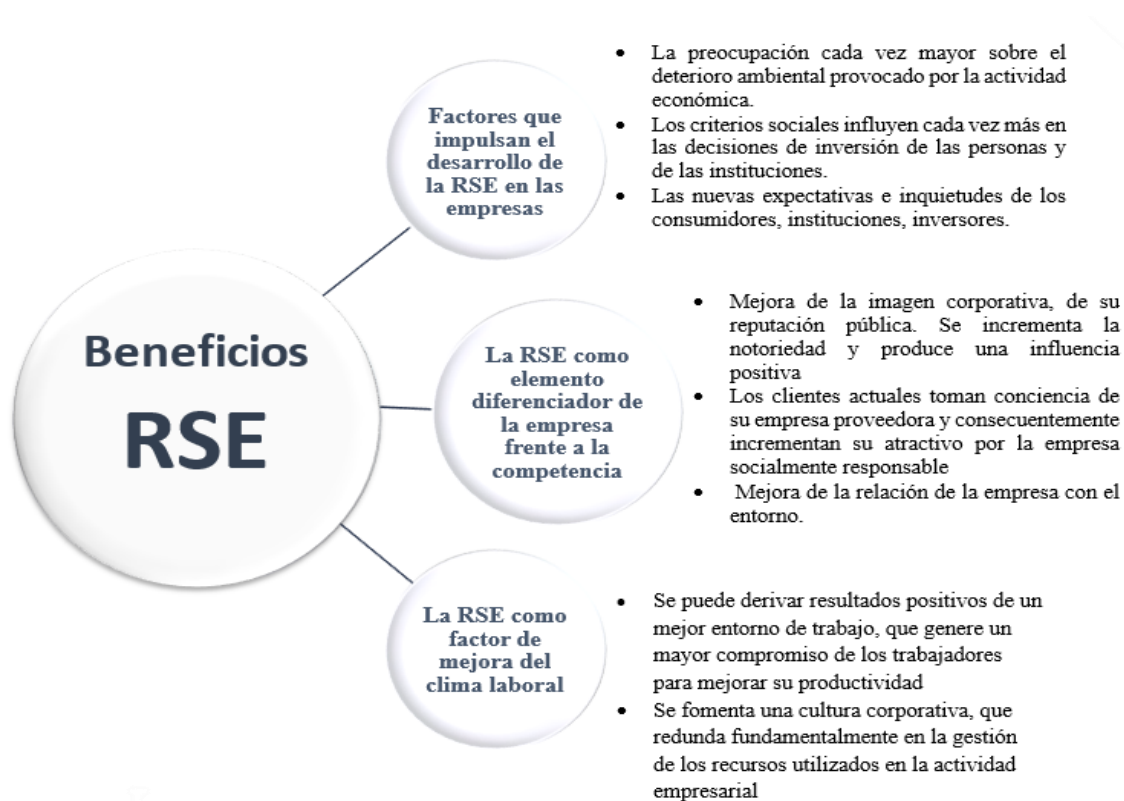 Beneficios
RSE
Factores que
impulsan el
desarrollo de
la RSE en las
empresas
• La preocupación cada vez mayor sobre el
deterioro ambiental provocado por la actividad
económica.
• Los criterios sociales influyen cada vez más en
las decisiones de inversión de las personas y
de las instituciones.
• Las nuevas expectativas e inquietudes de los
consumidores, instituciones, inversores.
La RSE como
elemento
diferenciador de
la empresa
frente a la
competencia
• Mejora de la imagen corporativa, de su
reputación pública. Se incrementa la
notoriedad y produce una influencia
positiva
• Los clientes actuales toman conciencia de
su empresa proveedora y consecuentemente
incrementan su atractivo por la empresa
socialmente responsable
• Mejora de la relación de la empresa con el
entorno.
La RSE como
factor de
mejora del
clima laboral
• Se puede derivar resultados positivos de un
mejor entorno de trabajo, que genere un
mayor compromiso de los trabajadores
para mejorar su productividad
• Se fomenta una cultura corporativa, que
redunda fundamentalmente en la gestión
de los recursos utilizados en la actividad
empresarial